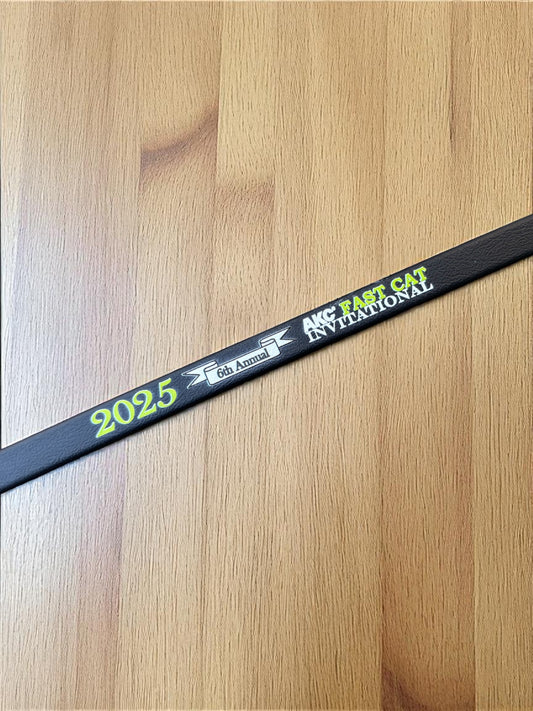 2025
6th Annual
AKC® FAST CAT
INVITATIONAL